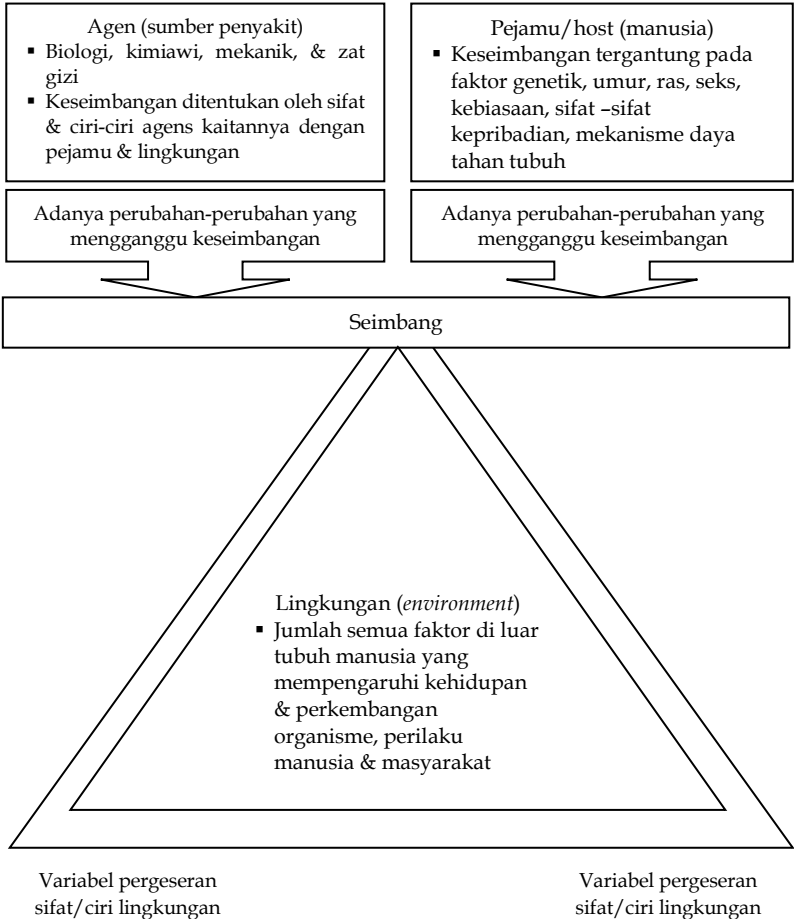 Agen (sumber penyakit)
▪ Biologi, kimiawi, mekanik, & zat
gizi
▪ Keseimbangan ditentukan oleh sifat
& ciri-ciri agens kaitannya dengan
pejamu & lingkungan
Pejamu/host (manusia)
▪ Keseimbangan tergantung pada
faktor genetik, umur, ras, seks,
kebiasaan, sifat –sifat
kepribadian, mekanisme daya
tahan tubuh
Adanya perubahan-perubahan yang
mengganggu keseimbangan
Adanya perubahan-perubahan yang
mengganggu keseimbangan
Seimbang
Lingkungan (environment)
▪ Jumlah semua faktor di luar
tubuh manusia yang
mempengaruhi kehidupan
& perkembangan
organisme, perilaku
manusia & masyarakat
Variabel pergeseran
sifat/ciri lingkungan
Variabel pergeseran
sifat/ciri lingkungan